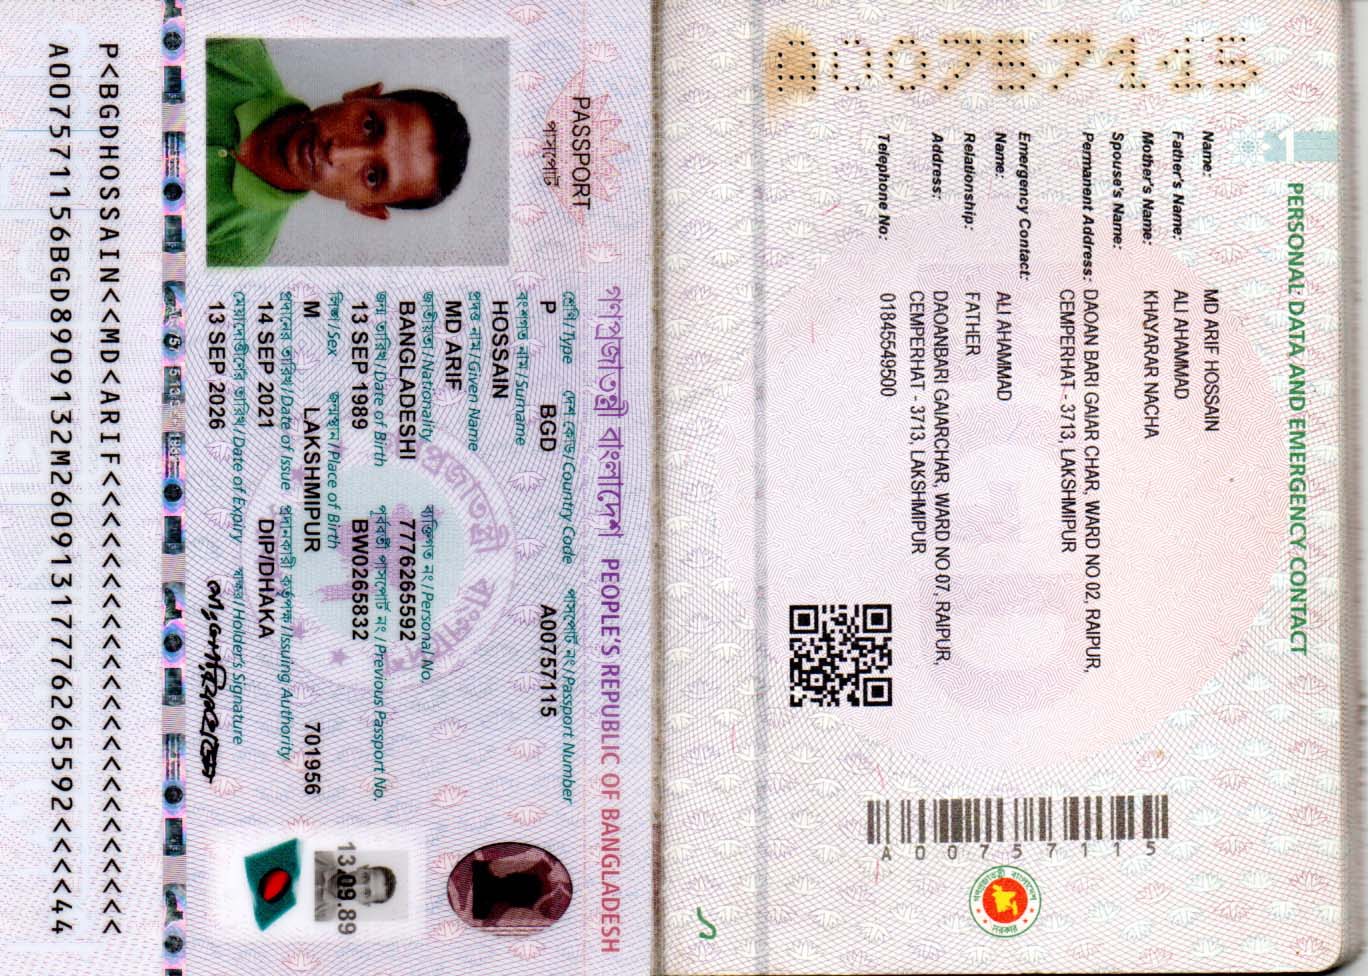 A00757115
1
PERSONAL DATA AND EMERGENCY CONTACT
Name: MD ARIF HOSSAIN
Father's Name: ALI AHAMMAD
Mother's Name: KHAYARAR NACHA
Spouse's Name:
Permanent Address: DAOAN BARI GAIAR CHAR, WARD NO 02, RAIPUR,
CEMPERHAT - 3713, LAKSHMIPUR
Emergency Contact:
Name: ALI AHAMMAD
Relationship: FATHER
Address: DAOANBARI GAIARCHAR, WARD NO 07, RAIPUR,
CEMPERHAT - 3713, LAKSHMIPUR
Telephone No: 01845549500
A00757115
গণপ্রজাতন্ত্রী বাংলাদেশ PEOPLE'S REPUBLIC OF BANGLADESH
PASSPORT
পাসপোর্ট
শ্রেণি / Type দেশ কোড / Country Code পাসপোর্ট নং / Passport Number
P BGD A00757115
বংশগত নাম / Surname
HOSSAIN
প্রদত্ত নাম / Given Name
MD ARIF
জাতীয়তা / Nationality ব্যক্তিগত নং / Personal No.
BANGLADESHI 7776265592
জন্ম তারিখ / Date of Birth পূর্ববর্তী পাসপোর্ট নং / Previous Passport No.
13 SEP 1989 BW0265832
লিঙ্গ / Sex জন্মস্থান / Place of Birth
M LAKSHMIPUR 701956
প্রদানের তারিখ / Date of Issue প্রদানকারী কর্তৃপক্ষ / Issuing Authority
14 SEP 2021 DIP/DHAKA
মেয়াদোত্তীর্ণের তারিখ / Date of Expiry স্বাক্ষর / Holder's Signature
13 SEP 2026
13.09.89
P<BGDHOSSAIN<<MD<ARIF<<<<<<<<<<<<<<<<<<<<<<<
A007571156BGD8909132M26091317776265592<<<<44